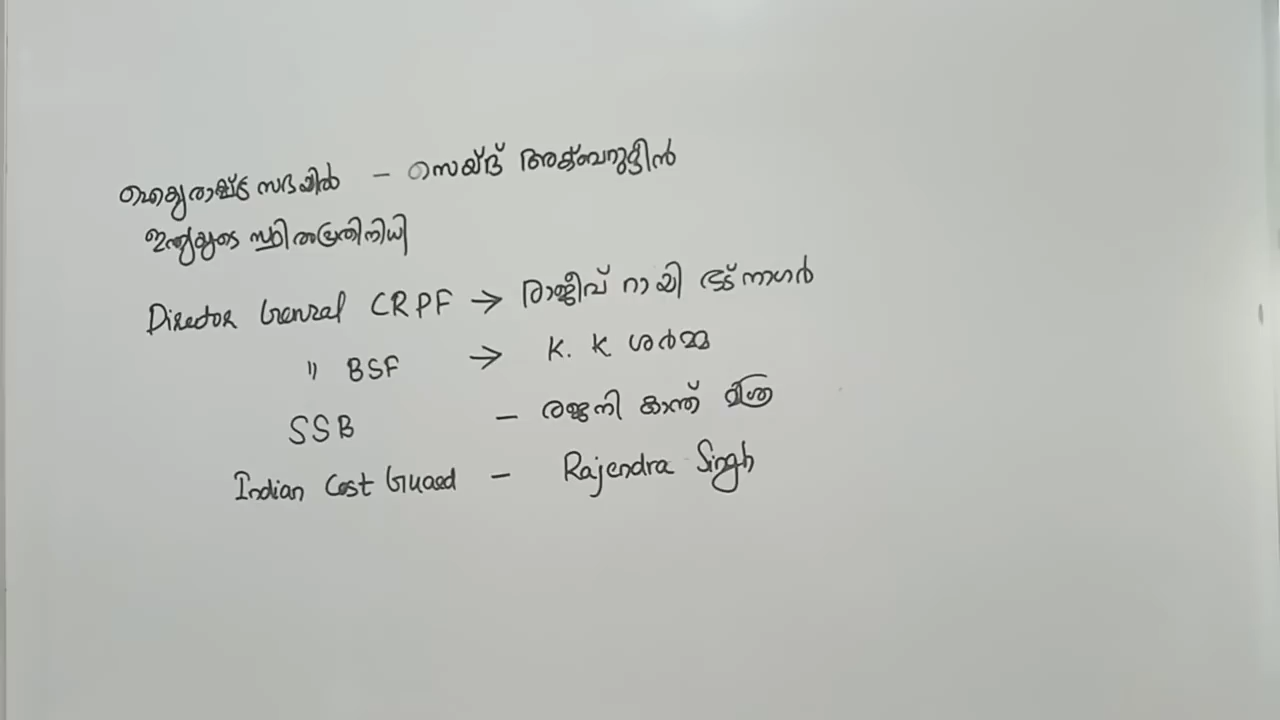 ഐക്യരാഷ്ട്ര സഭയിൽ - സെയ്ദ് അക്ബറുദ്ദീൻ
ഇന്ത്യയുടെ സ്ഥിരപ്രതിനിധി
Director General CRPF → രാജീവ് റായി ഭട്നാഗർ
" BSF → K. K ശർമ്മ
SSB - രജനി കാന്ത് മിശ്ര
Indian Cost Guard - Rajendra Singh